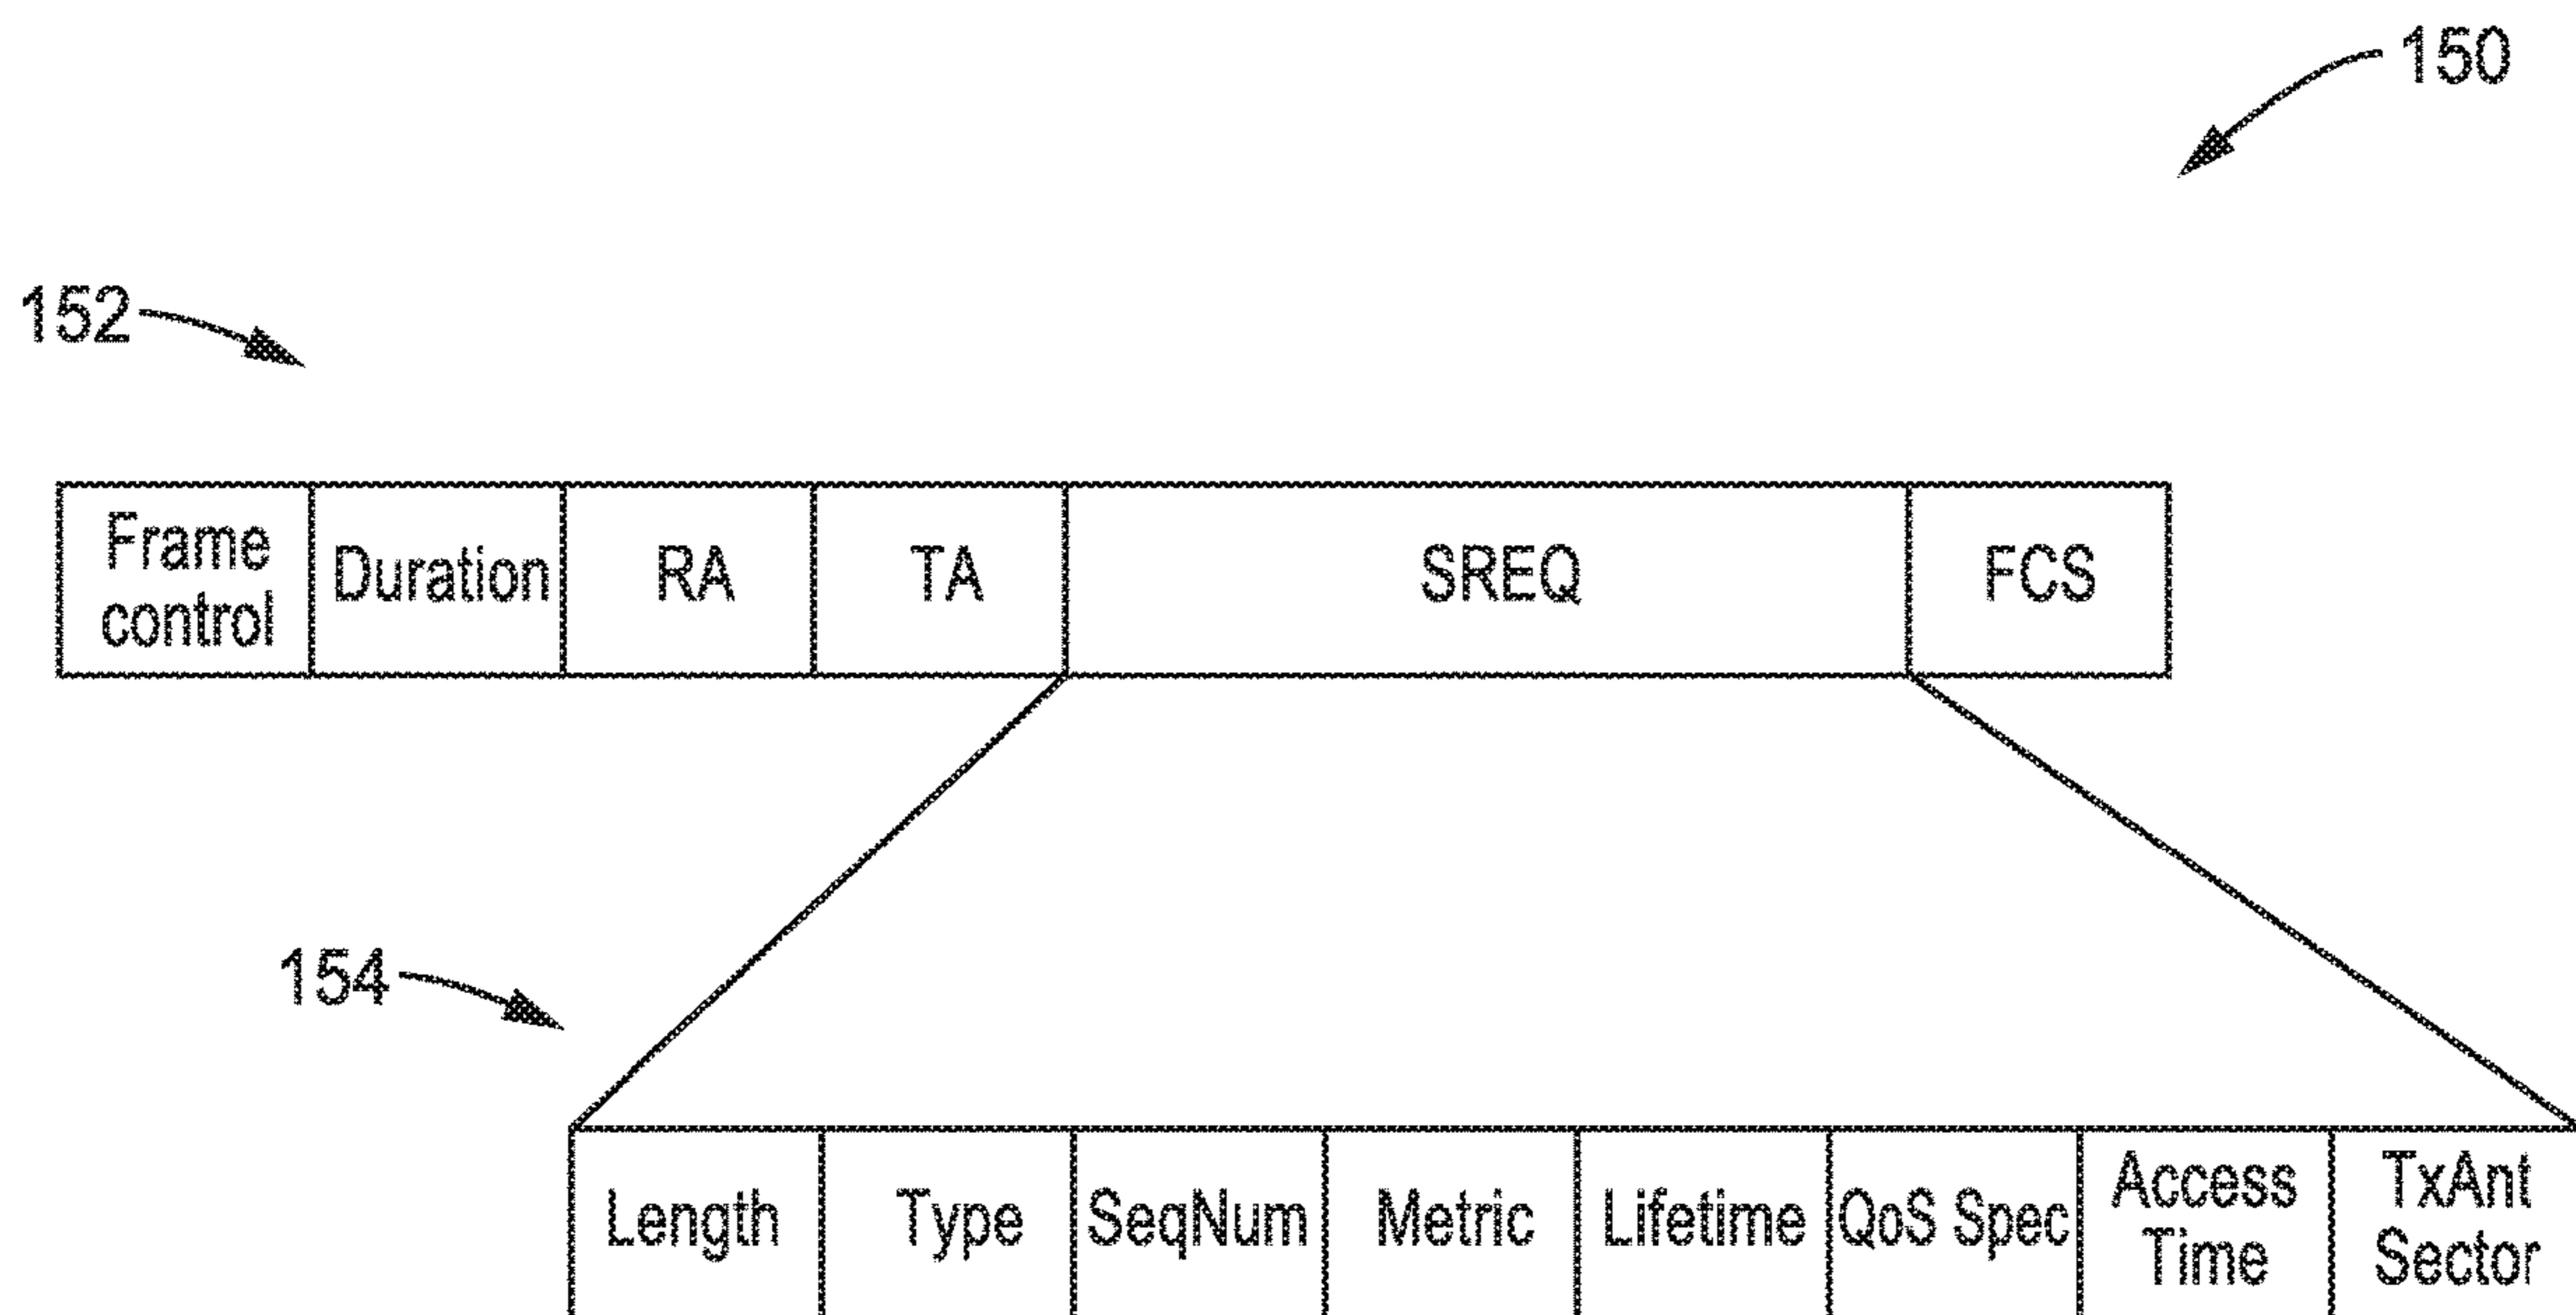 150
152
Frame control
Duration
RA
TA
SREQ
FCS
154
Length
Type
SeqNum
Metric
Lifetime
QoS Spec
Access Time
TxAnt Sector